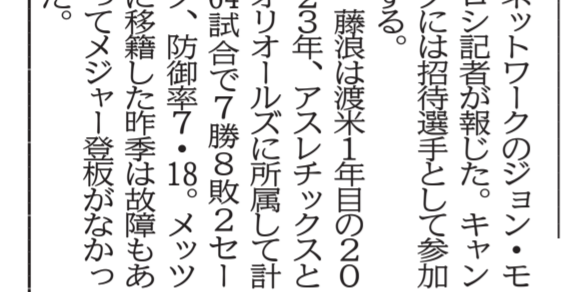 ネットワークのジョン・モ
ロシ記者が報じた。キャン
プには招待選手として参加
する。
藤浪は渡米1年目の20
23年、アスレチックスと
オリオールズに所属して計
64試合で7勝8敗2セー
ブ、防御率7・18。メッツ
に移籍した昨季は故障もあ
ってメジャー登板がなかっ
た。